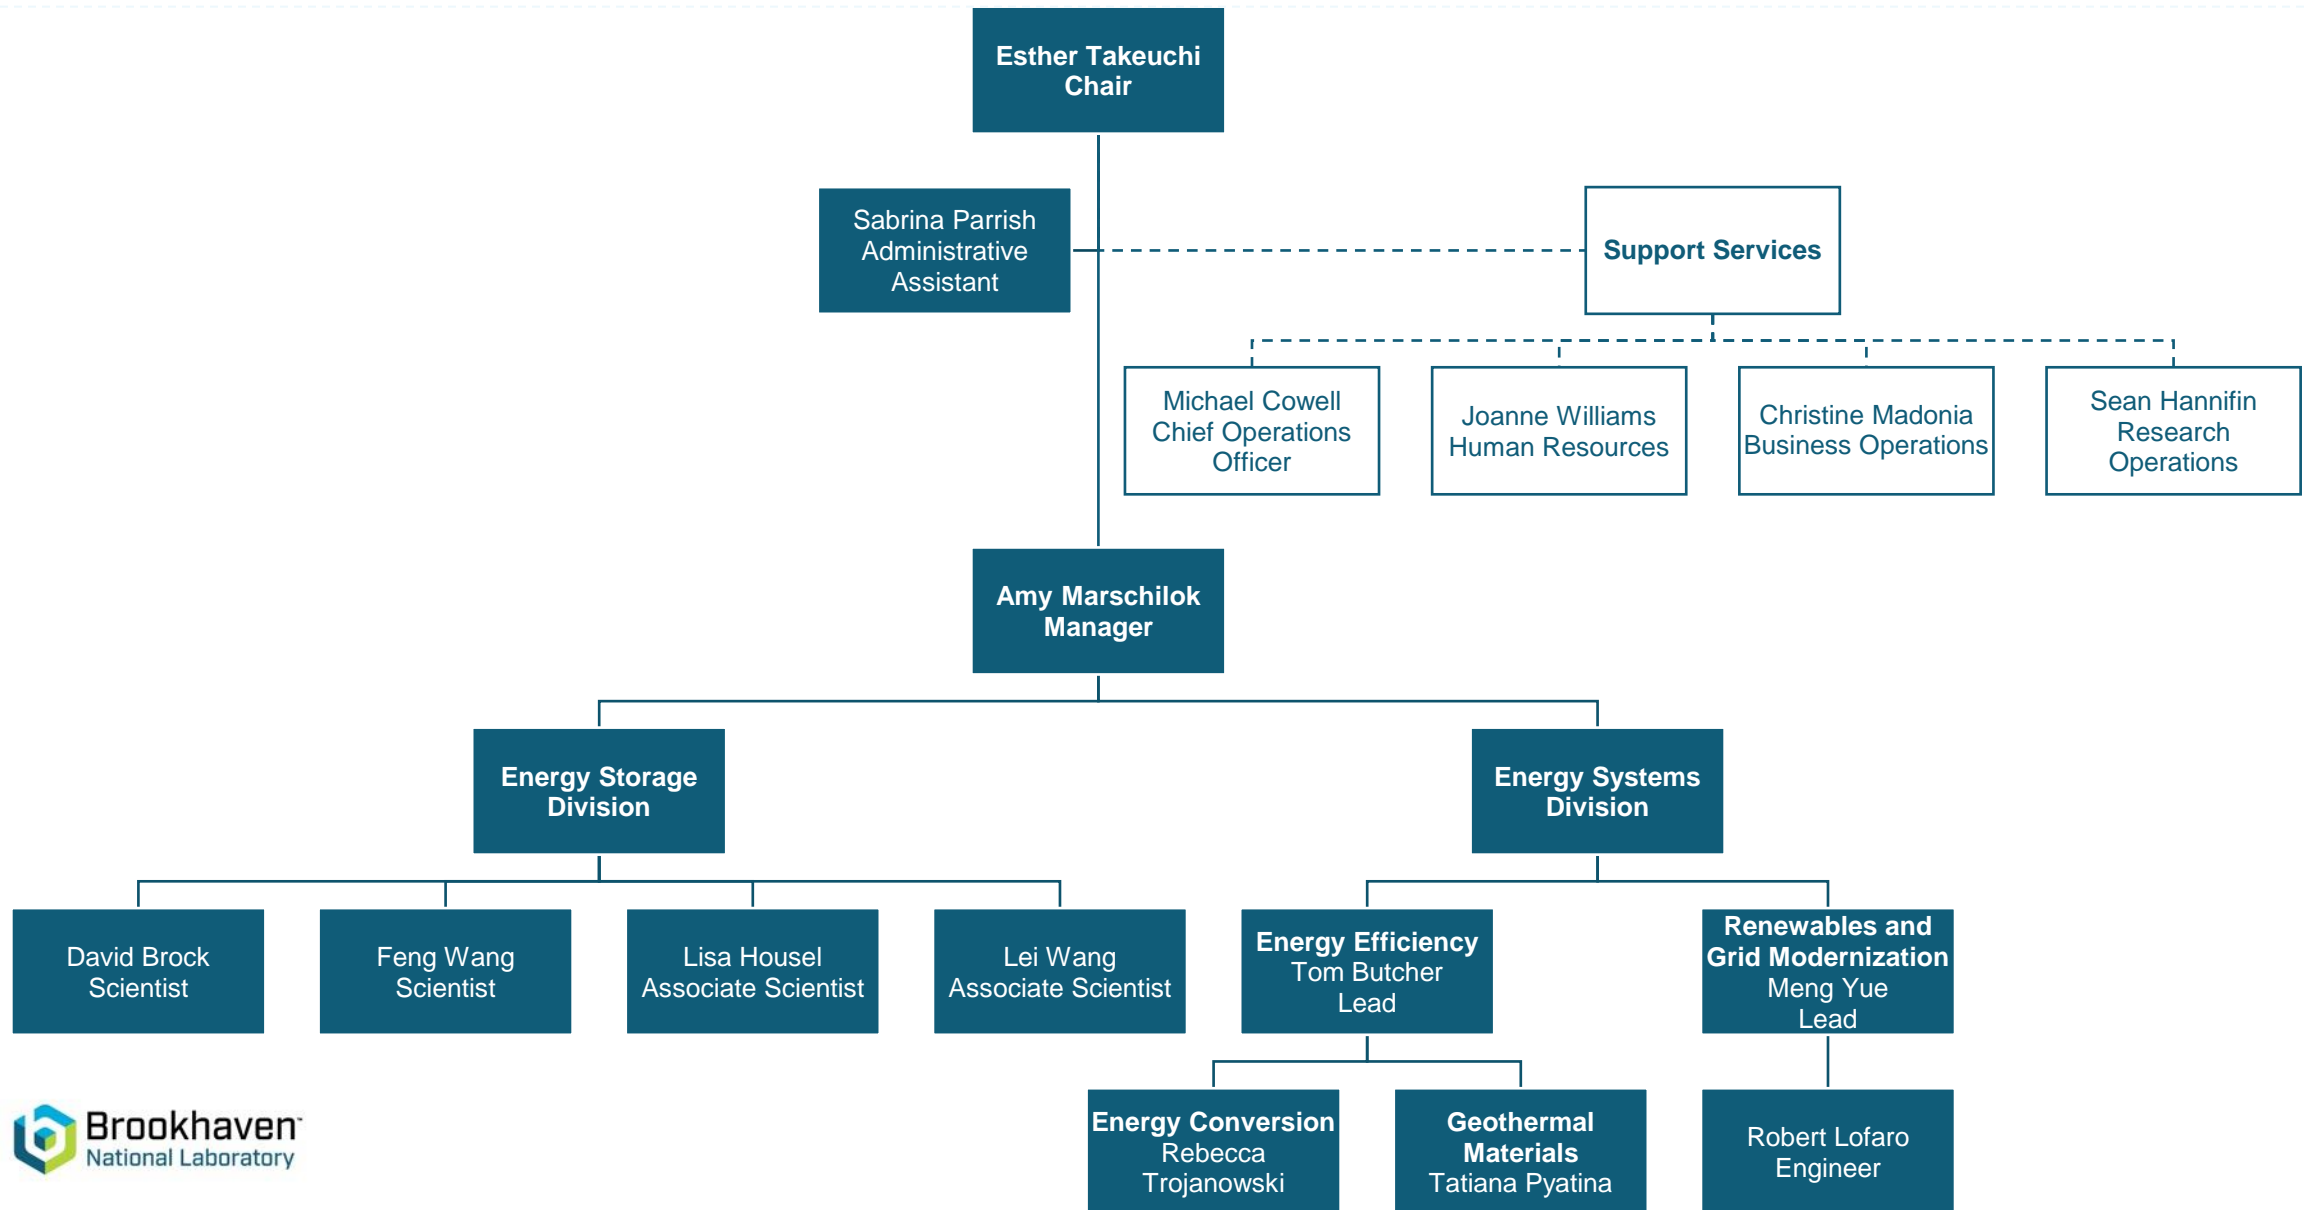 Esther Takeuchi
Chair
Sabrina Parrish
Administrative
Assistant
Support Services
Michael Cowell
Chief Operations
Officer
Joanne Williams
Human Resources
Christine Madonia
Business Operations
Sean Hannifin
Research
Operations
Amy Marschilok
Manager
Energy Storage
Division
Energy Systems
Division
David Brock
Scientist
Feng Wang
Scientist
Lisa Housel
Associate Scientist
Lei Wang
Associate Scientist
Energy Efficiency
Tom Butcher
Lead
Renewables and
Grid Modernization
Meng Yue
Lead
Energy Conversion
Rebecca
Trojanowski
Geothermal
Materials
Tatiana Pyatina
Robert Lofaro
Engineer
Brookhaven™
National Laboratory